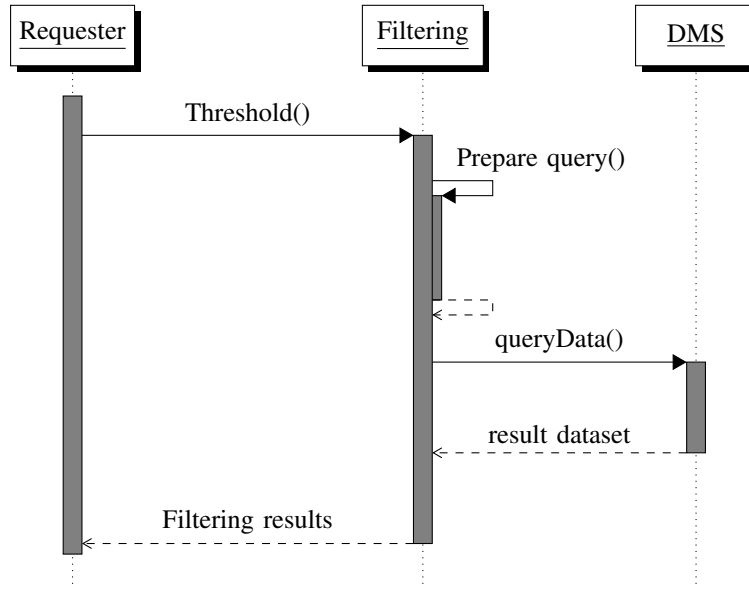 Requester
Filtering
DMS
Threshold()
Prepare query()
queryData()
result dataset
Filtering results